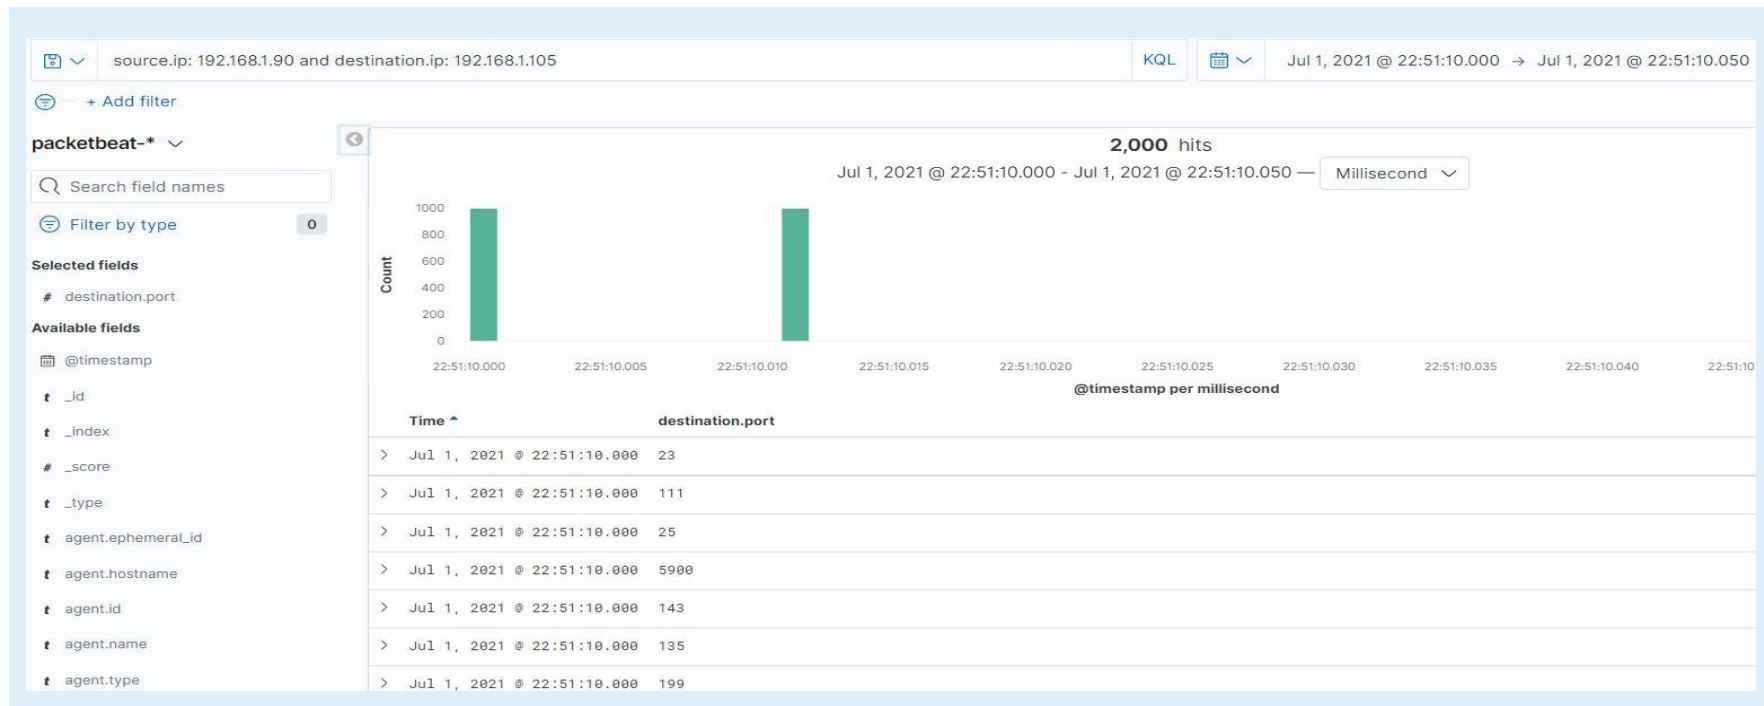 source.ip: 192.168.1.90 and destination.ip: 192.168.1.105 KQL Jul 1, 2021 @ 22:51:10.000 → Jul 1, 2021 @ 22:51:10.050
+ Add filter
packetbeat-*
Search field names
Filter by type 0
Selected fields
# destination.port
Available fields
@timestamp
t _id
t _index
# _score
t _type
t agent.ephemeral_id
t agent.hostname
t agent.id
t agent.name
t agent.type
2,000 hits
Jul 1, 2021 @ 22:51:10.000 - Jul 1, 2021 @ 22:51:10.050 — Millisecond
1000
800
600
400
200
0
Count
22:51:10.000 22:51:10.005 22:51:10.010 22:51:10.015 22:51:10.020 22:51:10.025 22:51:10.030 22:51:10.035 22:51:10.040 22:51:10
@timestamp per millisecond
Time destination.port
> Jul 1, 2021 @ 22:51:10.000 23
> Jul 1, 2021 @ 22:51:10.000 111
> Jul 1, 2021 @ 22:51:10.000 25
> Jul 1, 2021 @ 22:51:10.000 5900
> Jul 1, 2021 @ 22:51:10.000 143
> Jul 1, 2021 @ 22:51:10.000 135
> Jul 1, 2021 @ 22:51:10.000 199